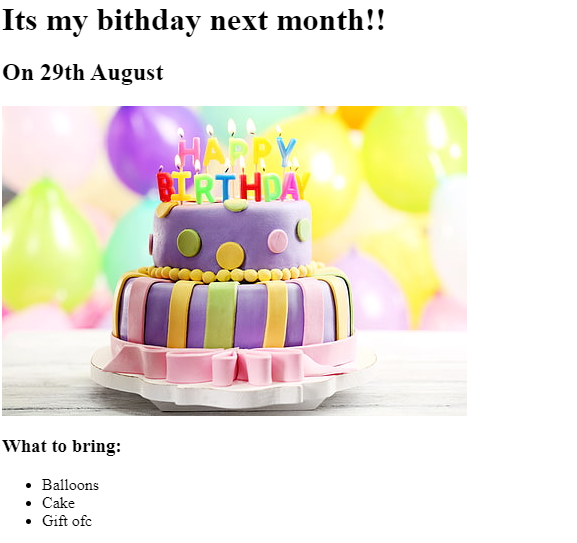 Its my bithday next month!!
On 29th August
HAPPY
BIRTHDAY
What to bring:
Balloons
Cake
Gift ofc